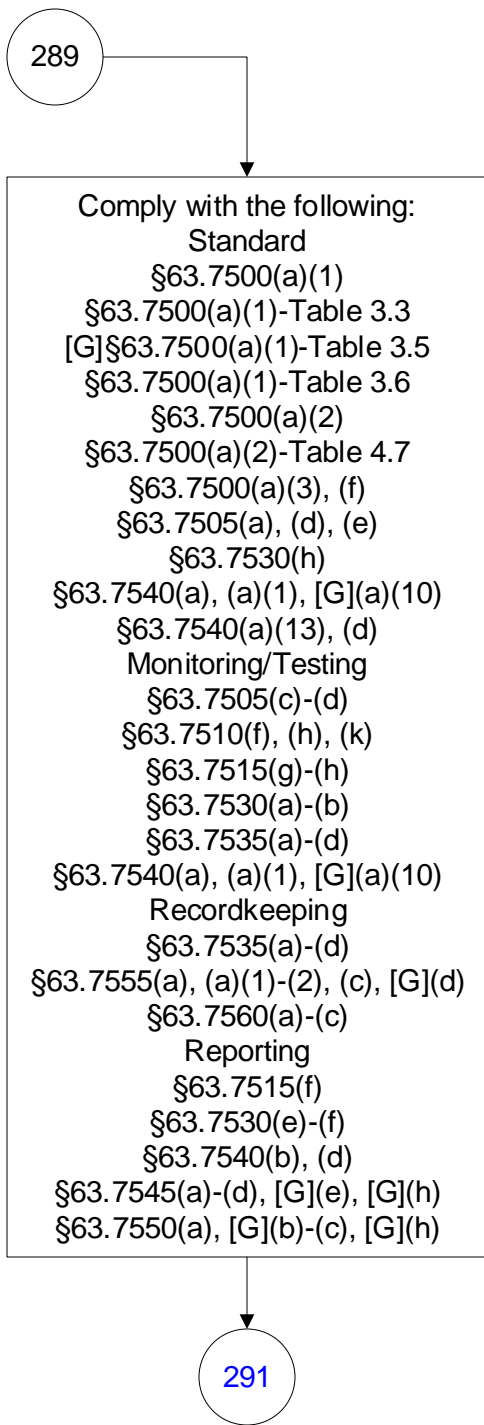 289
Comply with the following:
Standard
§63.7500(a)(1)
§63.7500(a)(1)-Table 3.3
[G]§63.7500(a)(1)-Table 3.5
§63.7500(a)(1)-Table 3.6
§63.7500(a)(2)
§63.7500(a)(2)-Table 4.7
§63.7500(a)(3), (f)
§63.7505(a), (d), (e)
§63.7530(h)
§63.7540(a), (a)(1), [G](a)(10)
§63.7540(a)(13), (d)
Monitoring/Testing
§63.7505(c)-(d)
§63.7510(f), (h), (k)
§63.7515(g)-(h)
§63.7530(a)-(b)
§63.7535(a)-(d)
§63.7540(a), (a)(1), [G](a)(10)
Recordkeeping
§63.7535(a)-(d)
§63.7555(a), (a)(1)-(2), (c), [G](d)
§63.7560(a)-(c)
Reporting
§63.7515(f)
§63.7530(e)-(f)
§63.7540(b), (d)
§63.7545(a)-(d), [G](e), [G](h)
§63.7550(a), [G](b)-(c), [G](h)
291